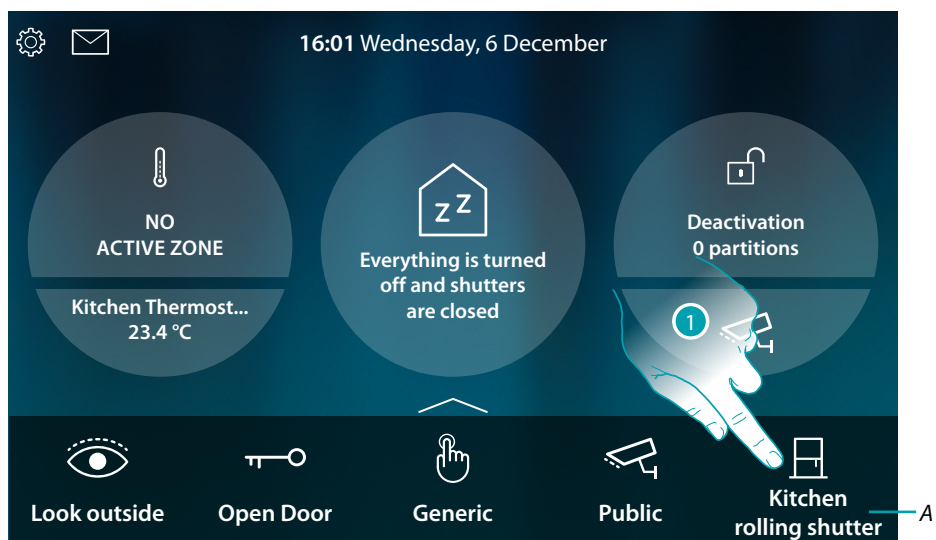 16:01 Wednesday, 6 December
NO
ACTIVE ZONE
Kitchen Thermost...
23.4 °C
z Z
Everything is turned
off and shutters
are closed
Deactivation
0 partitions
1
Look outside
Open Door
Generic
Public
Kitchen
rolling shutter
A